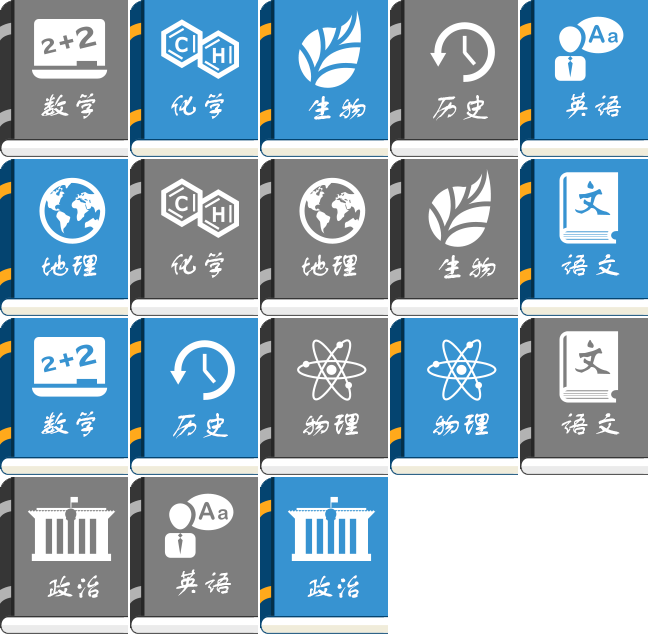 2+2
数学
C
H
化学
生物
历史
Aa
英语
地理
C
H
化学
地理
生物
文
语文
2+2
数学
历史
物理
物理
文
语文
政治
Aa
英语
政治